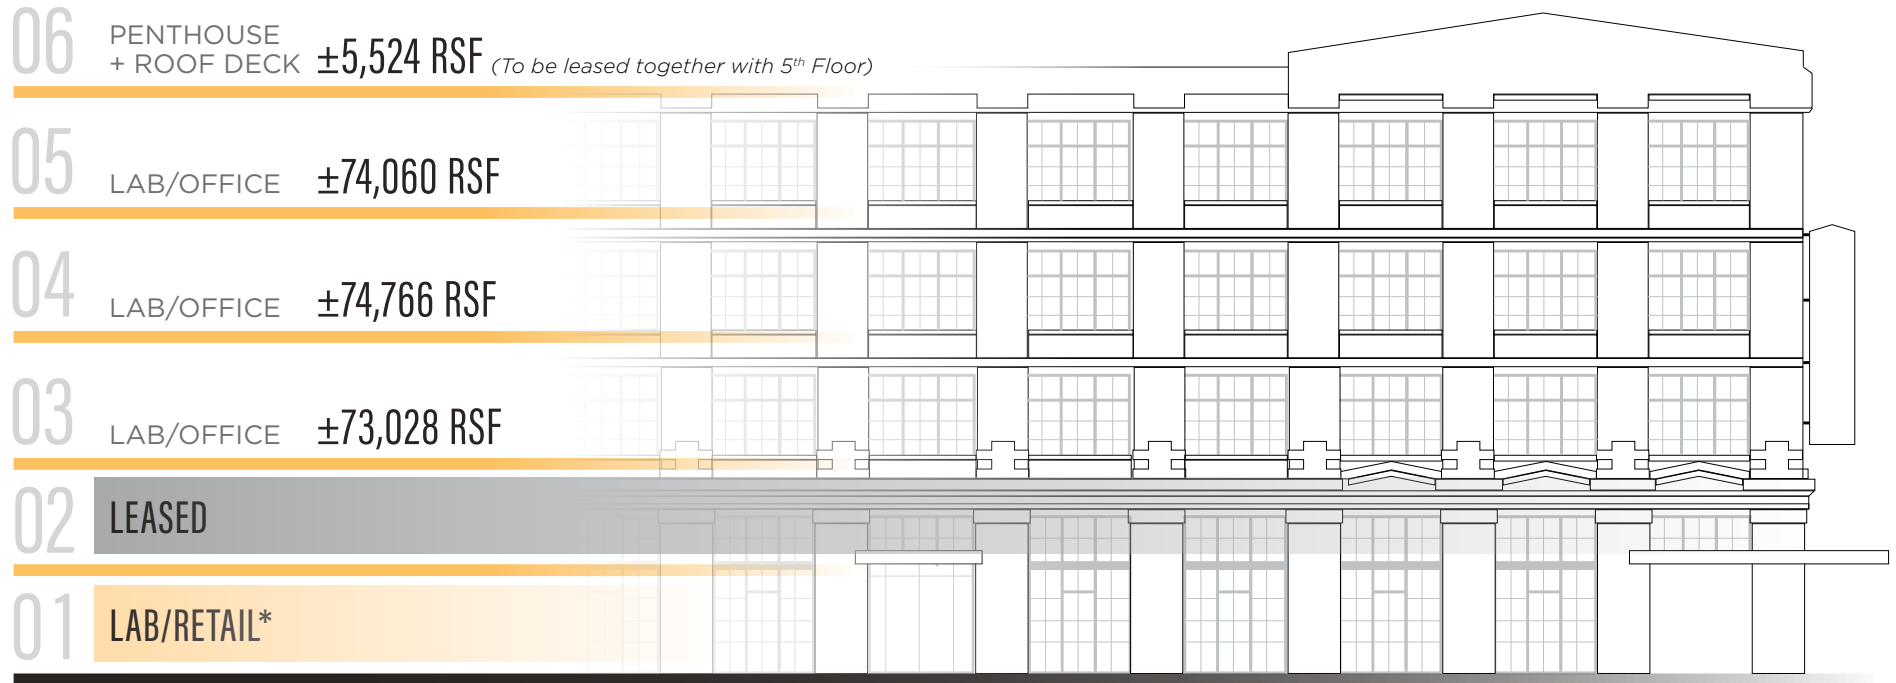 06 PENTHOUSE
+ ROOF DECK ±5,524 RSF (To be leased together with 5th Floor)
05 LAB/OFFICE ±74,060 RSF
04 LAB/OFFICE ±74,766 RSF
03 LAB/OFFICE ±73,028 RSF
02 LEASED
01 LAB/RETAIL*